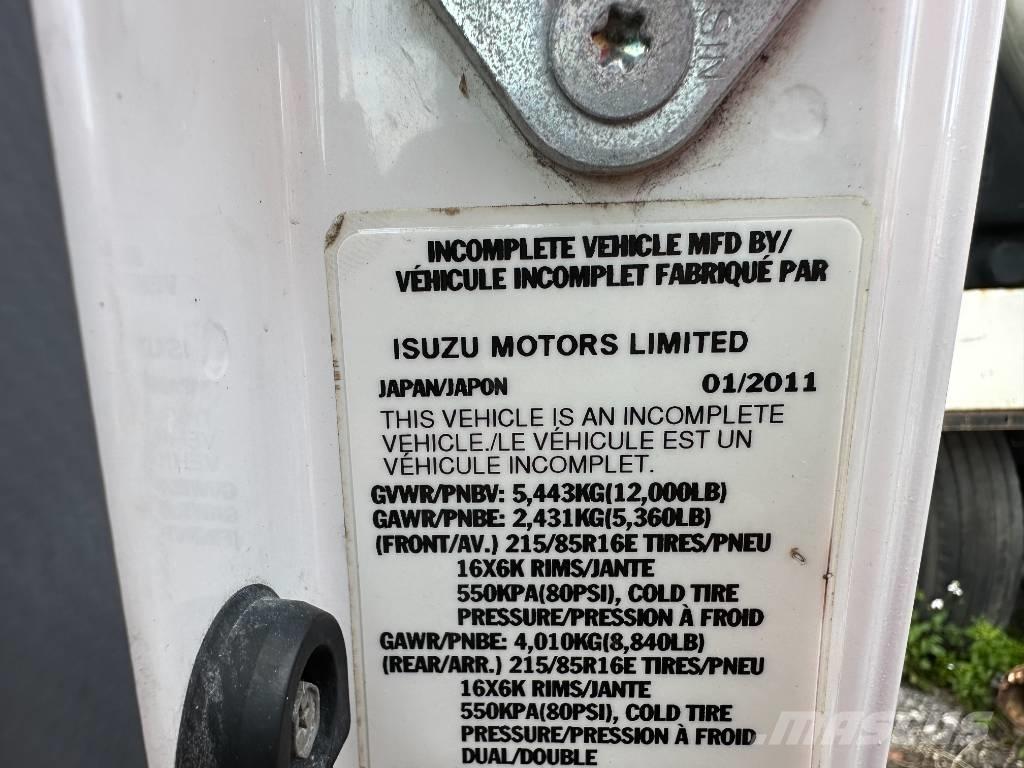 SIN
INCOMPLETE VEHICLE MFD BY/
VÉHICULE INCOMPLET FABRIQUÉ PAR
ISUZU MOTORS LIMITED
JAPAN/JAPON 01/2011
THIS VEHICLE IS AN INCOMPLETE
VEHICLE./LE VÉHICULE EST UN
VÉHICULE INCOMPLET.
GVWR/PNBV: 5,443KG(12,000LB)
GAWR/PNBE: 2,431KG(5,360LB)
(FRONT/AV.) 215/85R16E TIRES/PNEU
16X6K RIMS/JANTE
550KPA(80PSI), COLD TIRE
PRESSURE/PRESSION À FROID
GAWR/PNBE: 4,010KG(8,840LB)
(REAR/ARR.) 215/85R16E TIRES/PNEU
16X6K RIMS/JANTE
550KPA(80PSI), COLD TIRE
PRESSURE/PRESSION À FROID
DUAL/DOUBLE
MASCUS